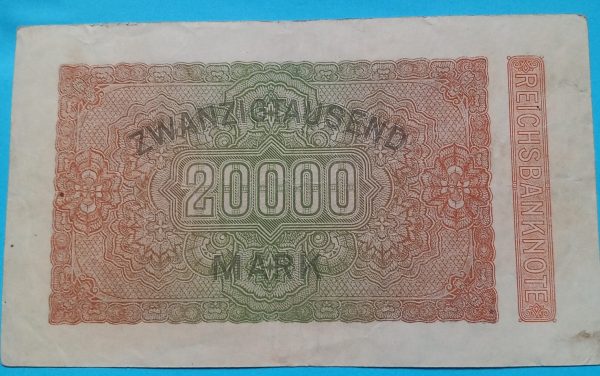 ZWANZIGTAUSEND
20000
MARK
REICHSBANKNOTE